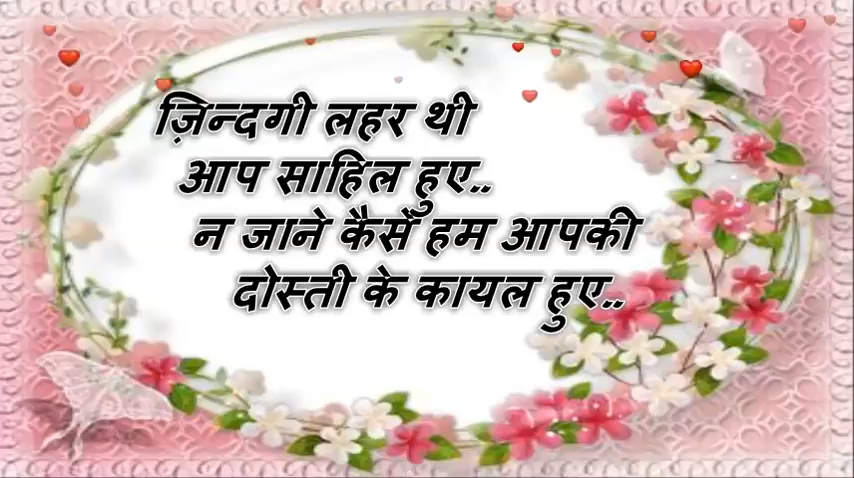 ज़िन्दगी लहर थी
आप साहिल हुए..
न जाने कैसें हम आपकी
दोस्ती के कायल हुए..